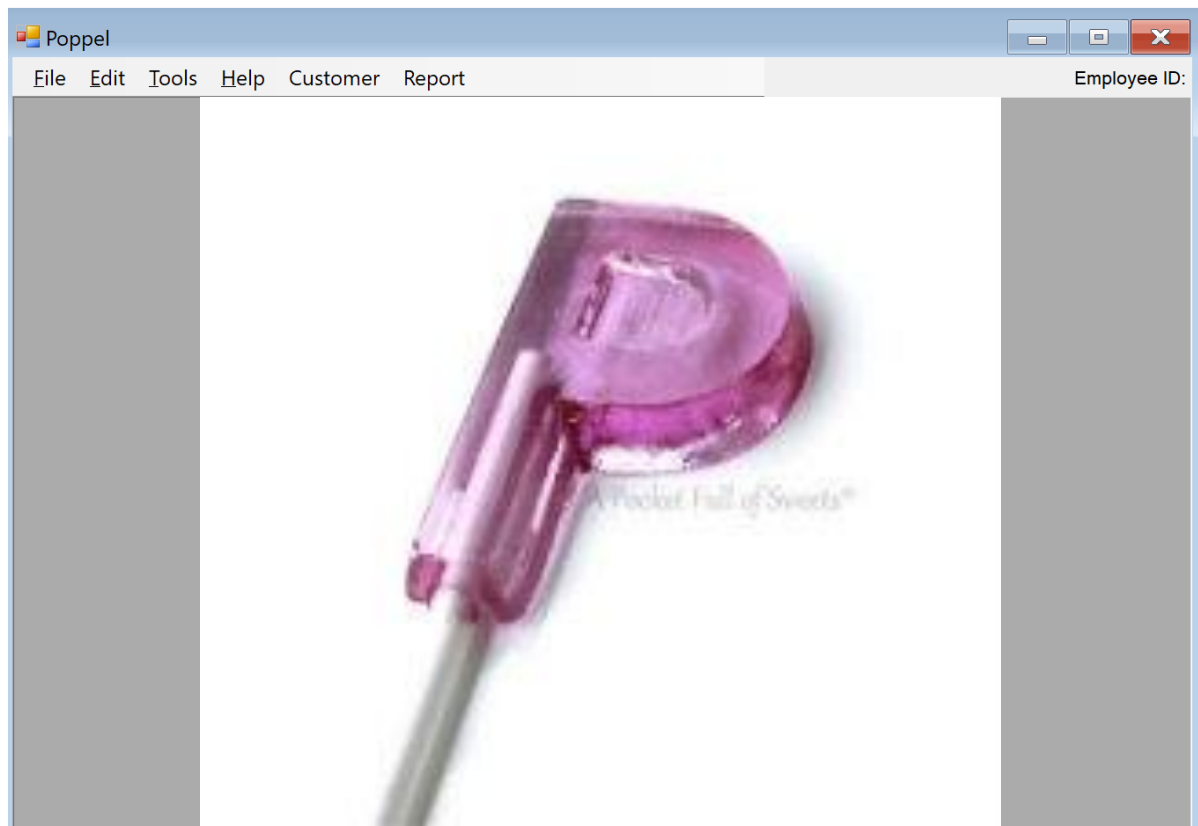 Poppel
File Edit Tools Help Customer Report Employee ID:
P
A Pocket Full of Sweets®